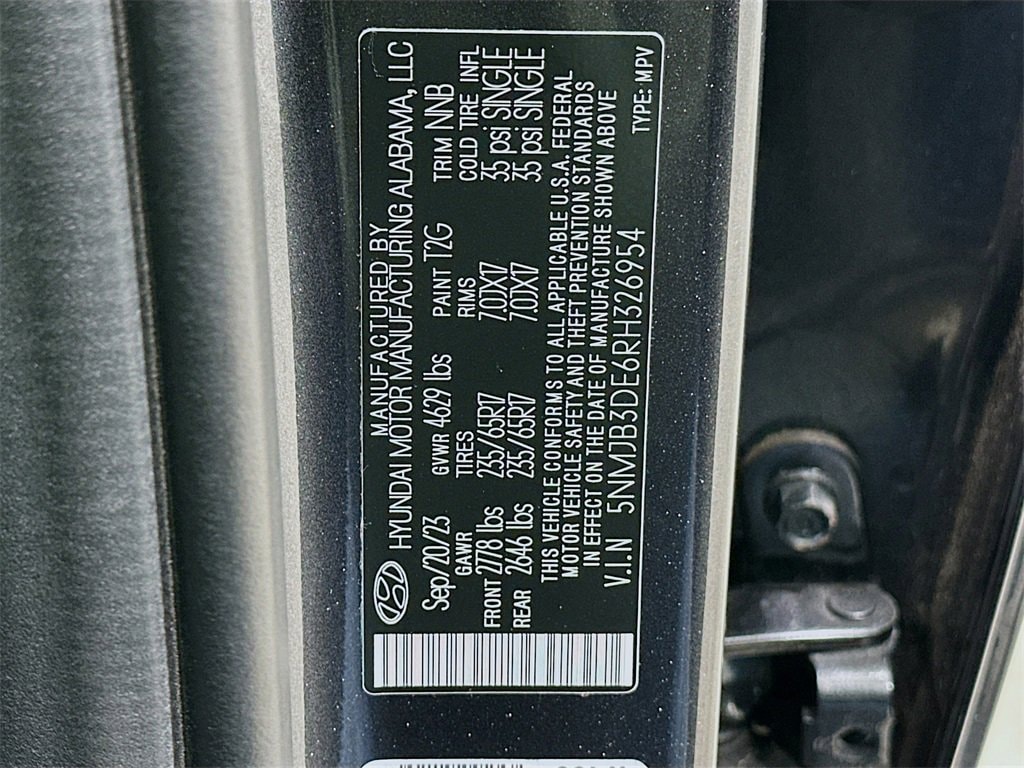 MANUFACTURED BY
HYUNDAI MOTOR MANUFACTURING ALABAMA, LLC
Sep/20/23 GVWR 4629 lbs PAINT T2G TRIM NNB
GAWR TIRES RIMS COLD TIRE INFL
FRONT 2778 lbs 235/65R17 7.0JX17 35 psi SINGLE
REAR 2646 lbs 235/65R17 7.0JX17 35 psi SINGLE
THIS VEHICLE CONFORMS TO ALL APPLICABLE U.S.A. FEDERAL
MOTOR VEHICLE SAFETY AND THEFT PREVENTION STANDARDS
IN EFFECT ON THE DATE OF MANUFACTURE SHOWN ABOVE
V.I.N 5NMJB3DE6RH326954 TYPE: MPV